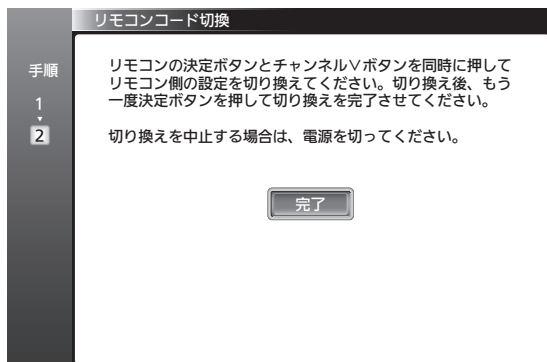 リモコンコード切換
手順
1
2
リモコンの決定ボタンとチャンネル∨ボタンを同時に押して
リモコン側の設定を切り換えてください。切り換え後、もう
一度決定ボタンを押して切り換えを完了させてください。
切り換えを中止する場合は、電源を切ってください。
完了